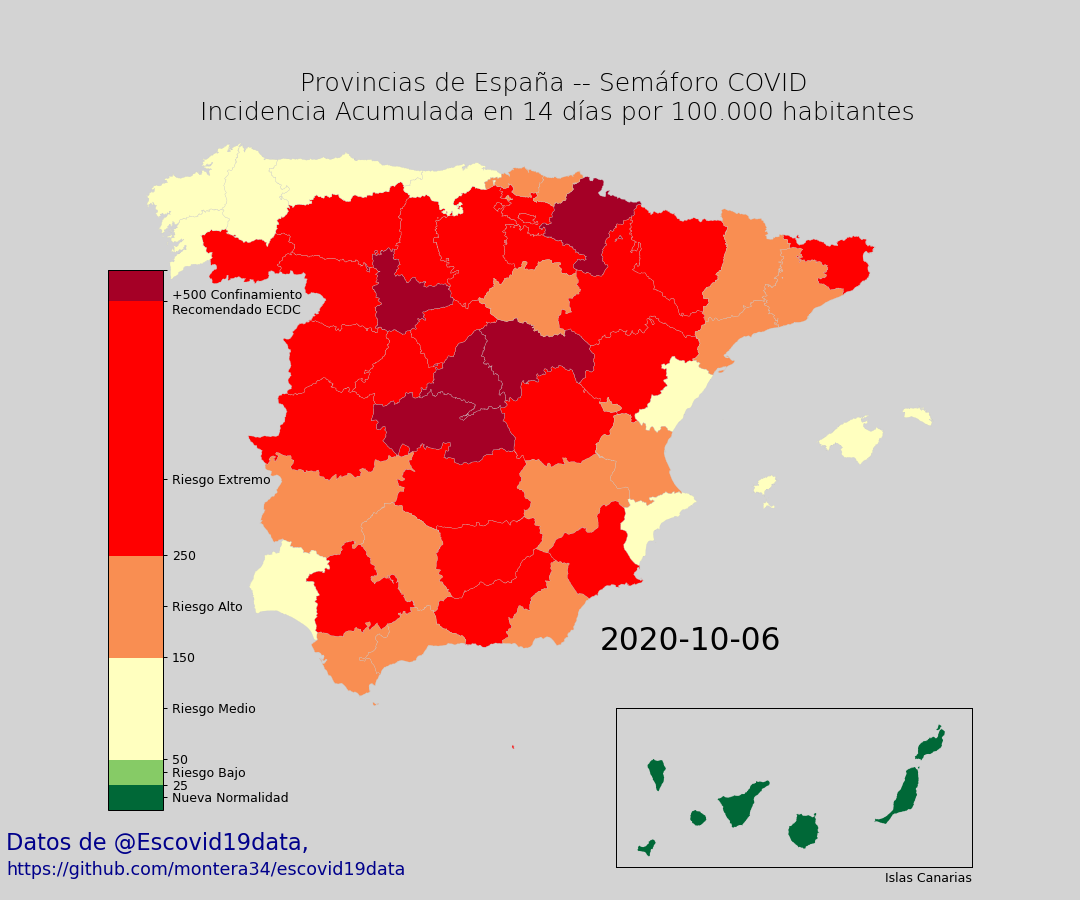 Provincias de España -- Semáforo COVID
Incidencia Acumulada en 14 días por 100.000 habitantes
+500 Confinamiento
Recomendado ECDC
Riesgo Extremo
250
Riesgo Alto
150
Riesgo Medio
50
Riesgo Bajo
25
Nueva Normalidad
2020-10-06
Islas Canarias
Datos de @Escovid19data,
https://github.com/montera34/escovid19data